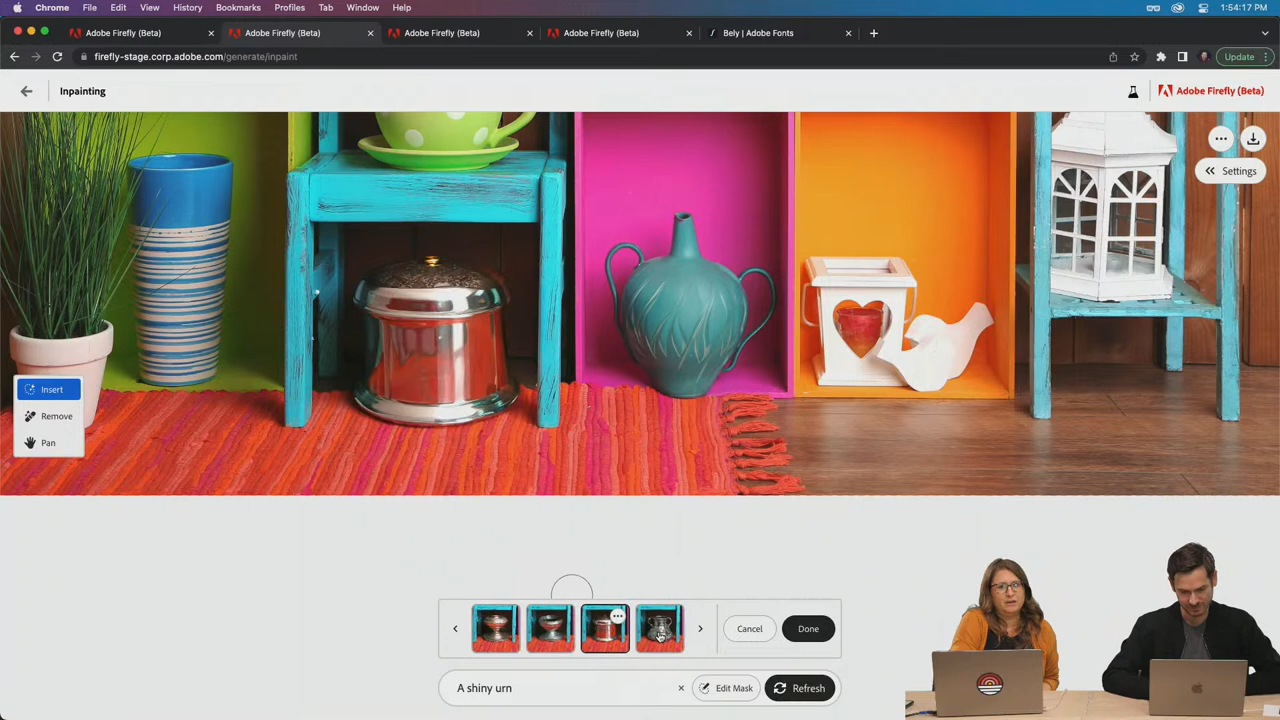 Chrome File Edit View History Bookmarks Profiles Tab Window Help 1:54:17 PM
Adobe Firefly (Beta) Adobe Firefly (Beta) Adobe Firefly (Beta) Adobe Firefly (Beta) Bely | Adobe Fonts
firefly-stage.corp.adobe.com/generate/inpaint Update
Inpainting Adobe Firefly (Beta)
Settings
Insert
Remove
Pan
Cancel Done
A shiny urn Edit Mask Refresh